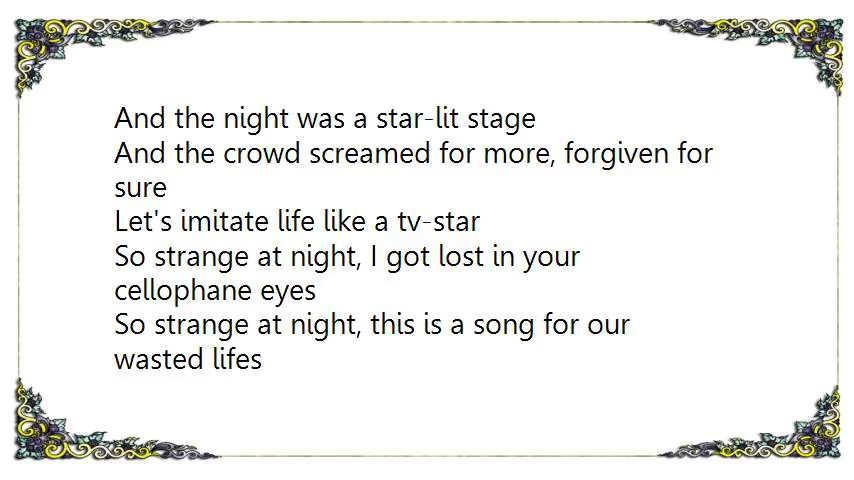 And the night was a star-lit stage
And the crowd screamed for more, forgiven for
sure
Let's imitate life like a tv-star
So strange at night, I got lost in your
cellophane eyes
So strange at night, this is a song for our
wasted lifes